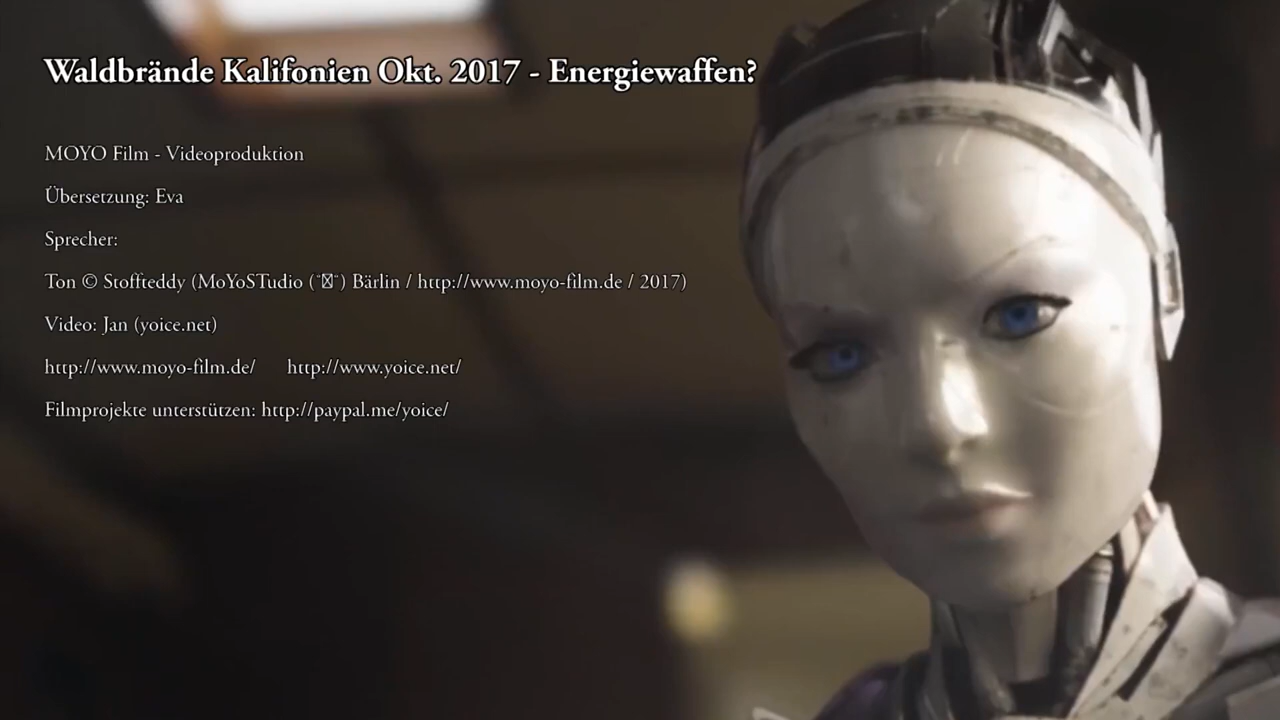 Waldbrände Kalifonien Okt. 2017 - Energiewaffen?
MOYO Film - Videoproduktion
Übersetzung: Eva
Sprecher:
Ton © Stoffteddy (MoYoSTudio (ˆ☒ˆ) Bärlin / http://www.moyo-film.de / 2017)
Video: Jan (yoice.net)
http://www.moyo-film.de/ http://www.yoice.net/
Filmprojekte unterstützen: http://paypal.me/yoice/